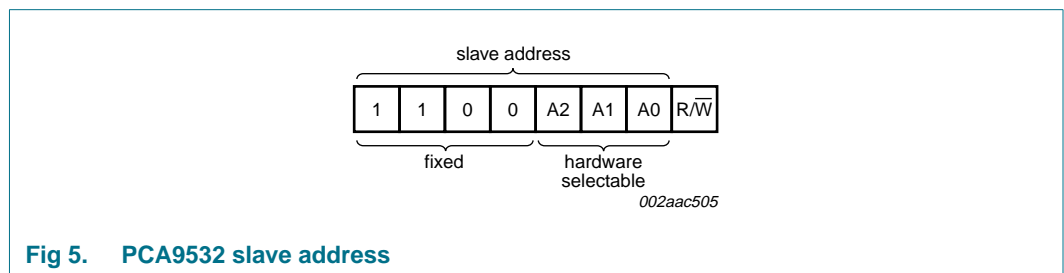 slave address
1 1 0 0 A2 A1 A0 R/W̅
fixed
hardware
selectable
002aac505
Fig 5. PCA9532 slave address